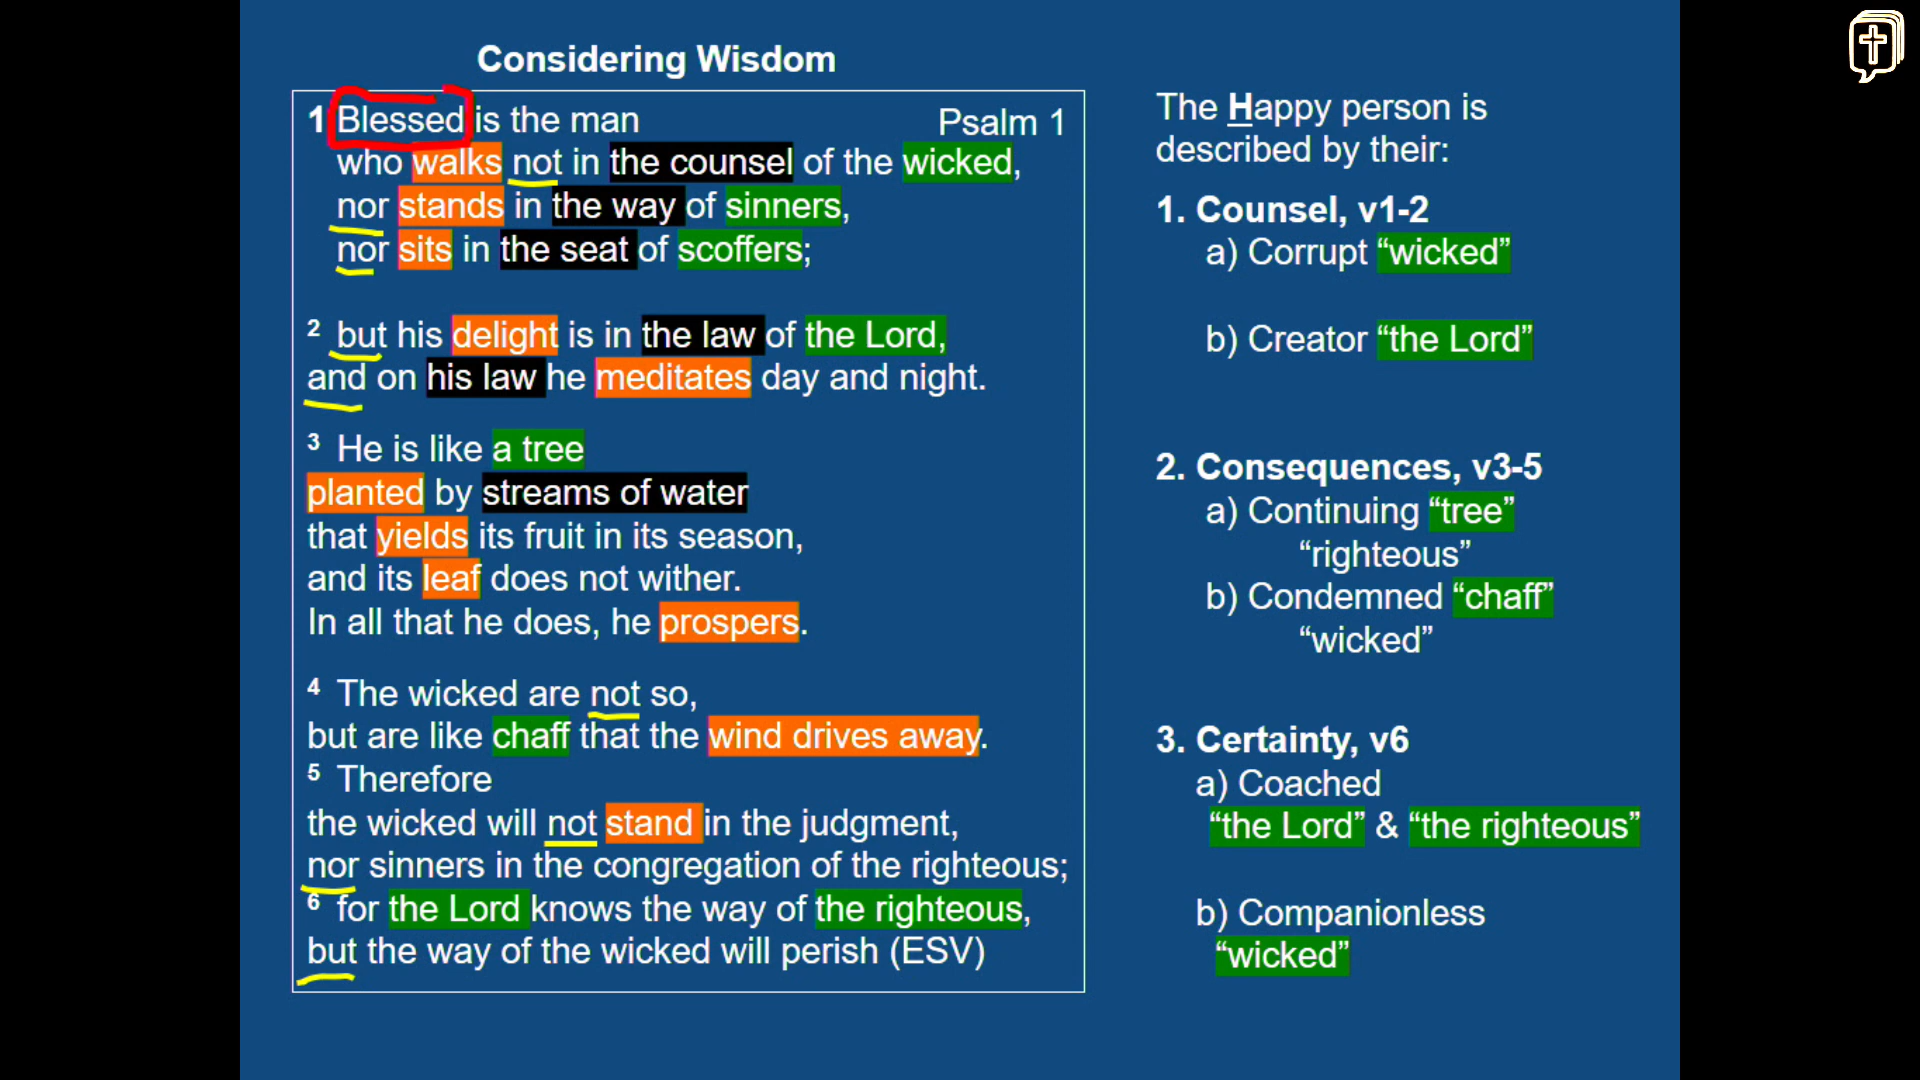 Considering Wisdom
1 Blessed is the man
Psalm 1
who walks not in the counsel of the wicked,
nor stands in the way of sinners,
nor sits in the seat of scoffers;
2 but his delight is in the law of the Lord,
and on his law he meditates day and night.
3 He is like a tree
planted by streams of water
that yields its fruit in its season,
and its leaf does not wither.
In all that he does, he prospers.
4 The wicked are not so,
but are like chaff that the wind drives away.
5 Therefore
the wicked will not stand in the judgment,
nor sinners in the congregation of the righteous;
6 for the Lord knows the way of the righteous,
but the way of the wicked will perish (ESV)
The Happy person is
described by their:
1. Counsel, v1-2
a) Corrupt “wicked”
b) Creator “the Lord”
2. Consequences, v3-5
a) Continuing “tree”
“righteous”
b) Condemned “chaff”
“wicked”
3. Certainty, v6
a) Coached
“the Lord” & “the righteous”
b) Companionless
“wicked”